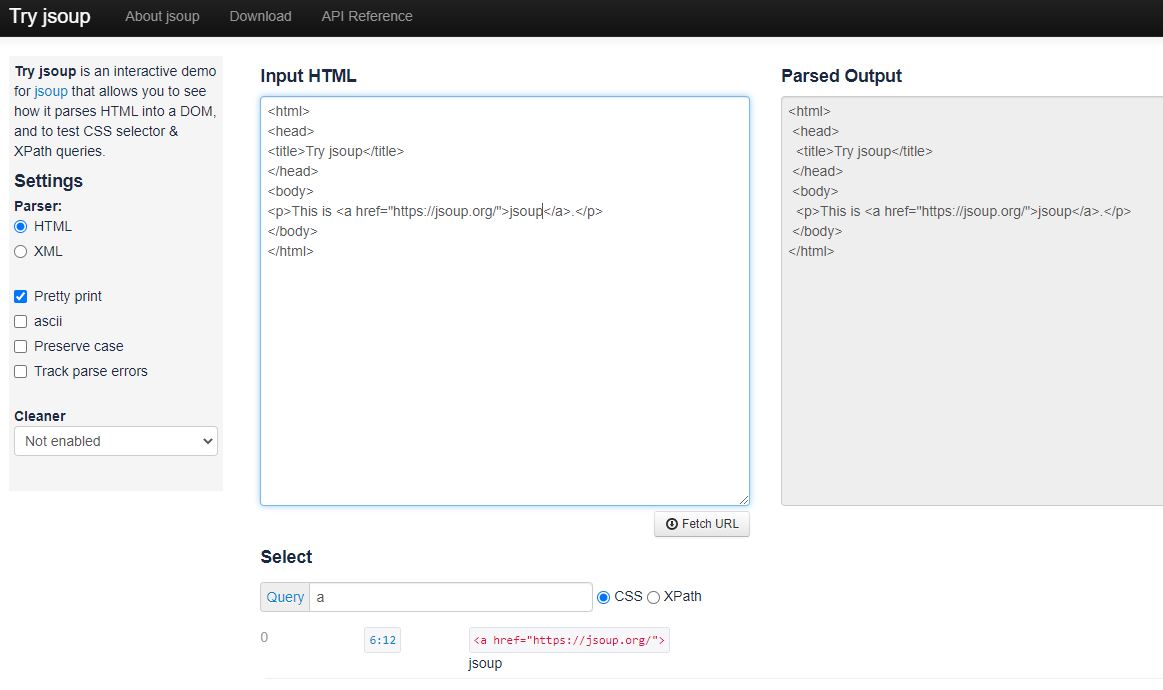 Try jsoup About jsoup Download API Reference
Try jsoup is an interactive demo
for jsoup that allows you to see
how it parses HTML into a DOM,
and to test CSS selector &
XPath queries.
Settings
Parser:
HTML
XML
Pretty print
ascii
Preserve case
Track parse errors
Cleaner
Not enabled
Input HTML
<html>
<head>
<title>Try jsoup</title>
</head>
<body>
<p>This is <a href="https://jsoup.org/">jsoup</a>.</p>
</body>
</html>
Fetch URL
Parsed Output
<html>
 <head>
  <title>Try jsoup</title>
 </head>
 <body>
  <p>This is <a href="https://jsoup.org/">jsoup</a>.</p>
 </body>
</html>
Select
Query a CSS XPath
0 6:12 <a href="https://jsoup.org/">
jsoup